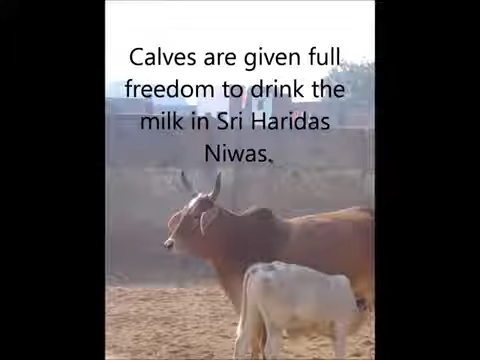 Calves are given full
freedom to drink the
milk in Sri Haridas
Niwas.